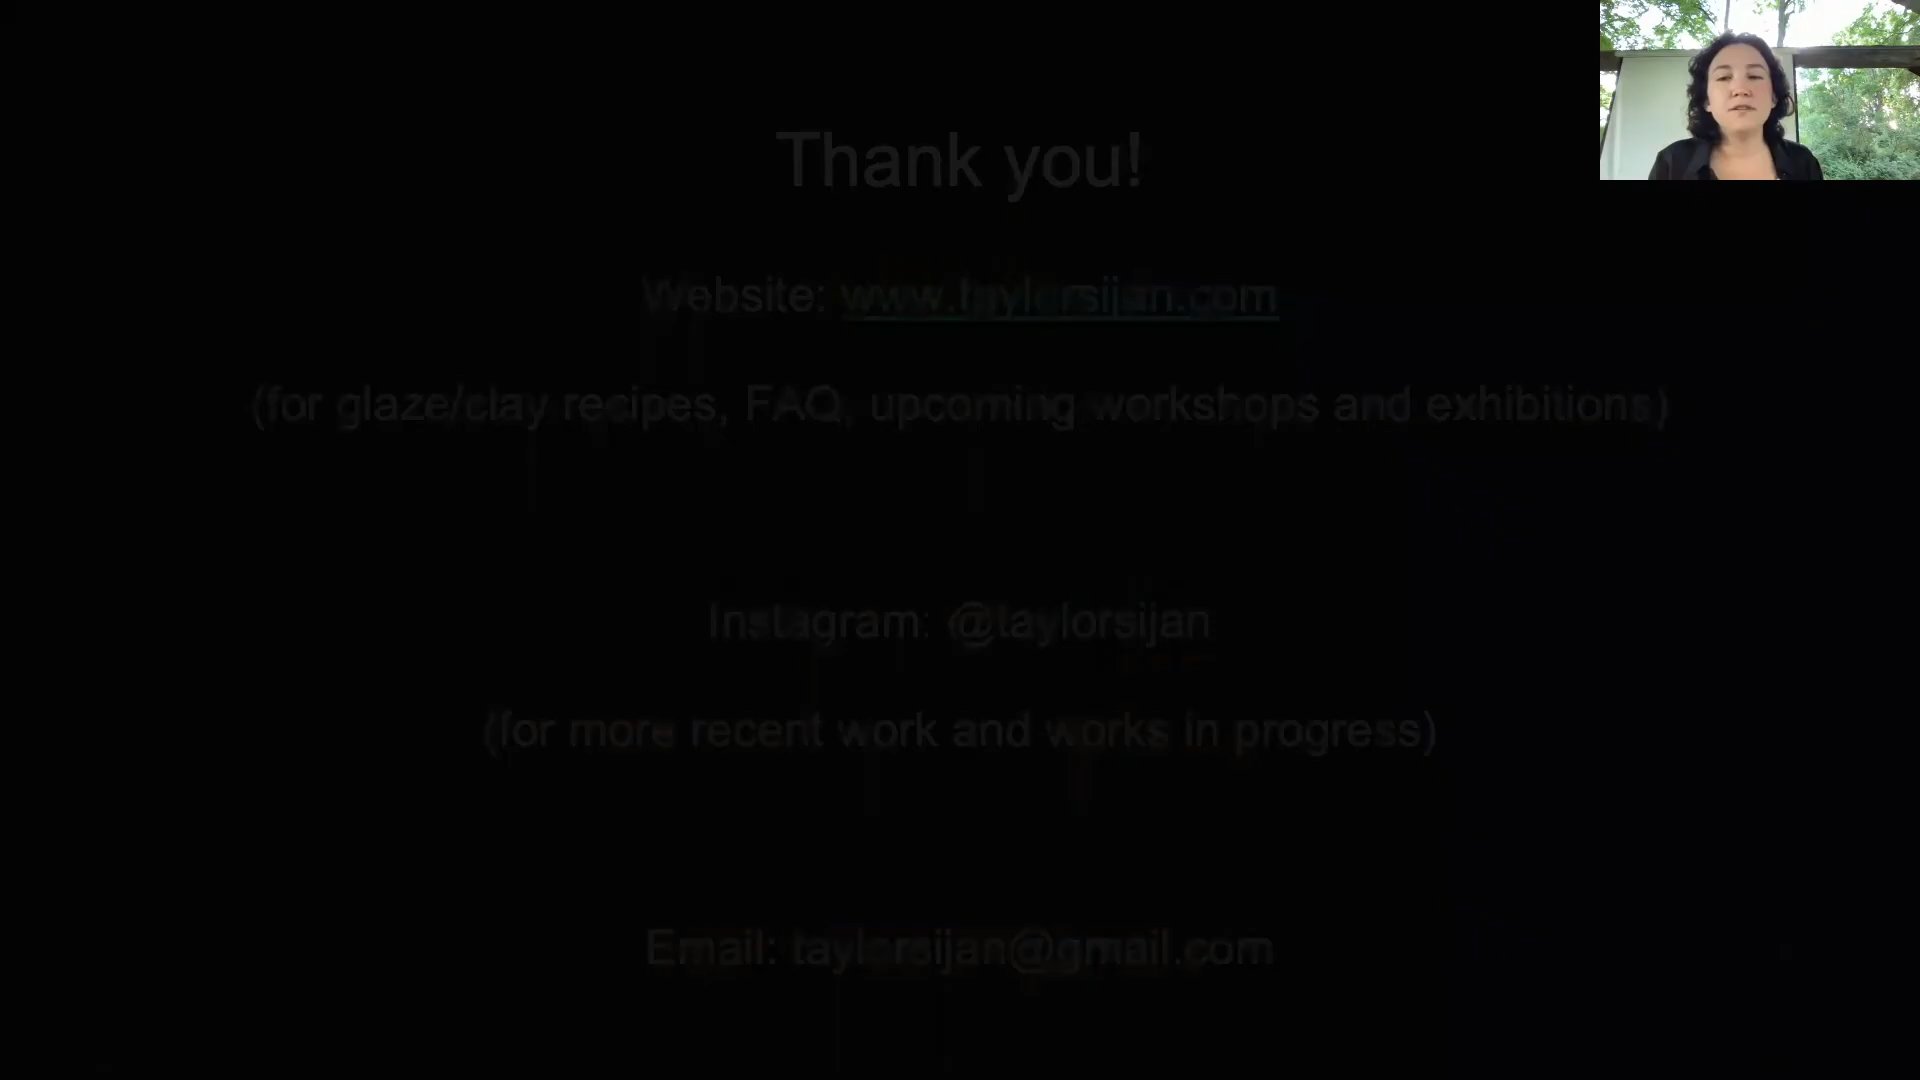 Thank you!
Website: www.taylorsijan.com
(for glaze/clay recipes, FAQ, upcoming workshops and exhibitions)
Instagram: @taylorsijan
(for more recent work and works in progress)
Email: taylorsijan@gmail.com